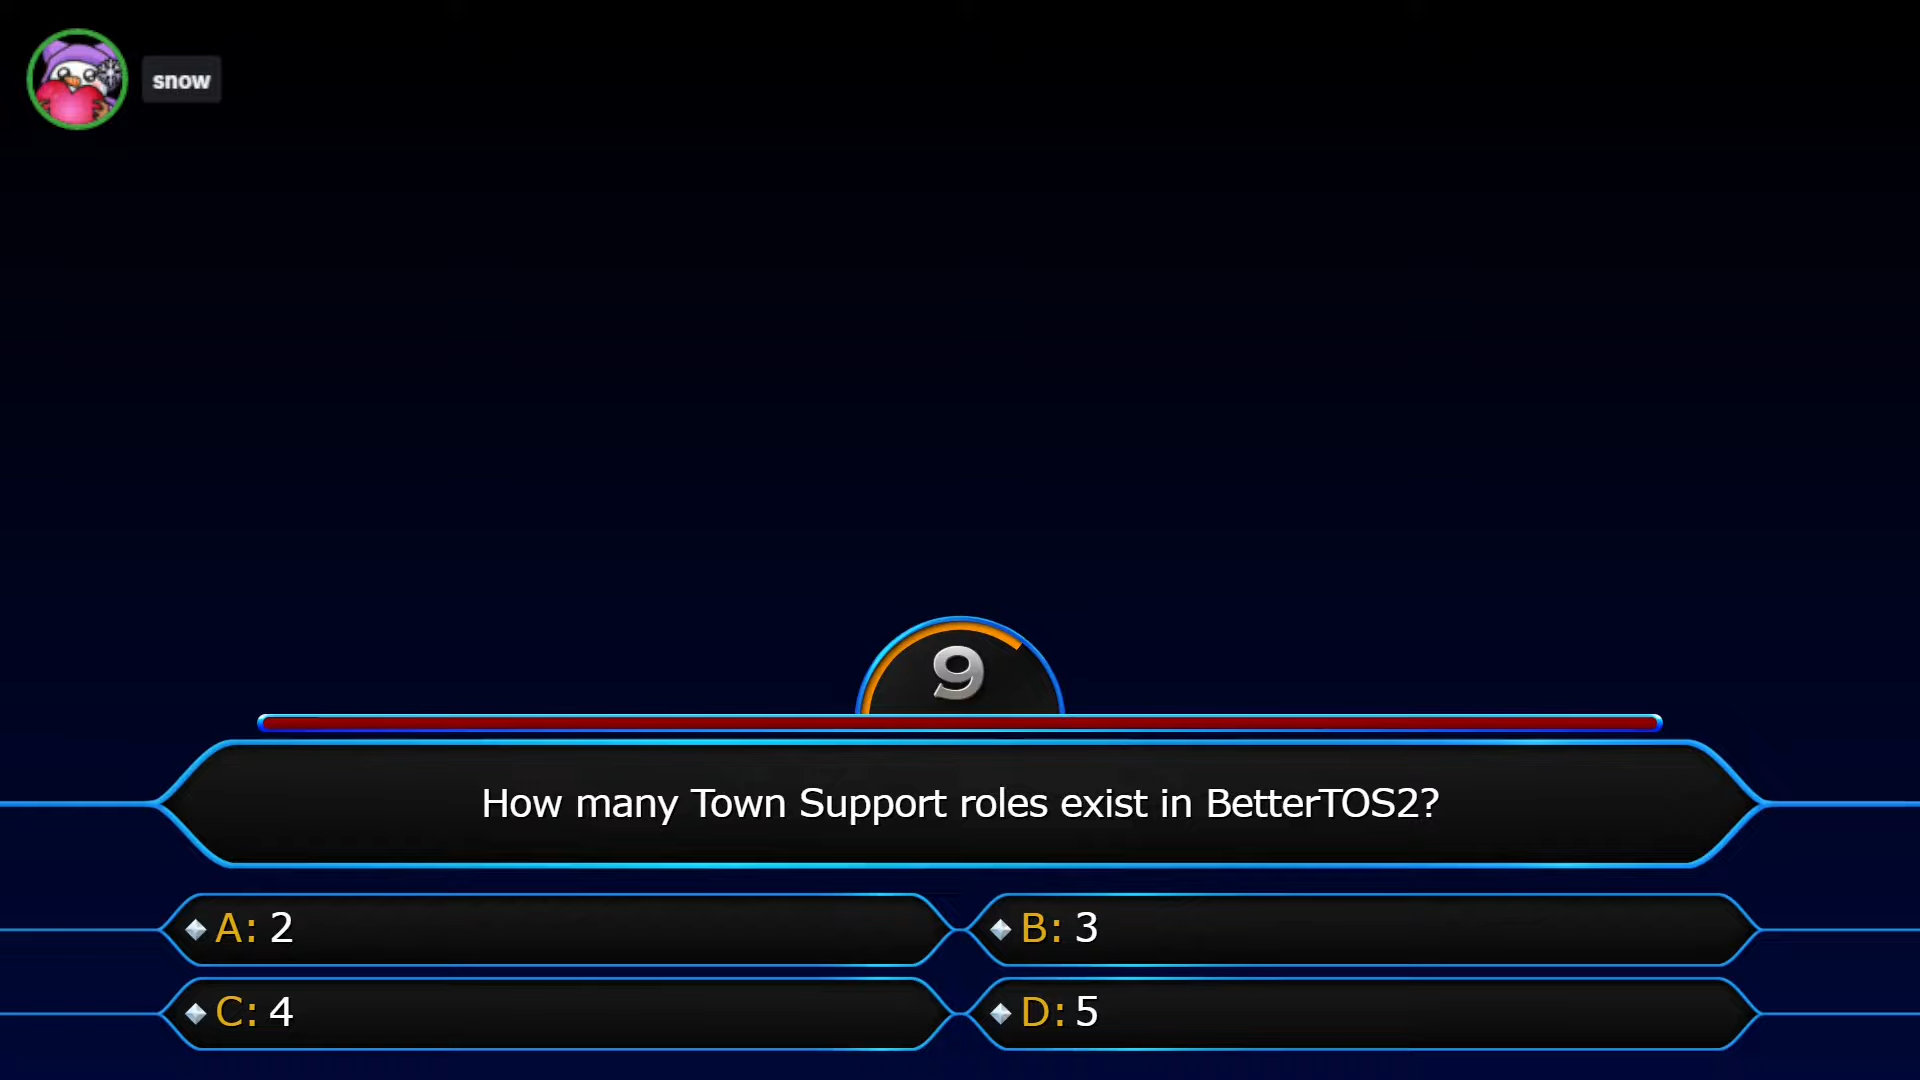 snow
9
How many Town Support roles exist in BetterTOS2?
A: 2
B: 3
C: 4
D: 5